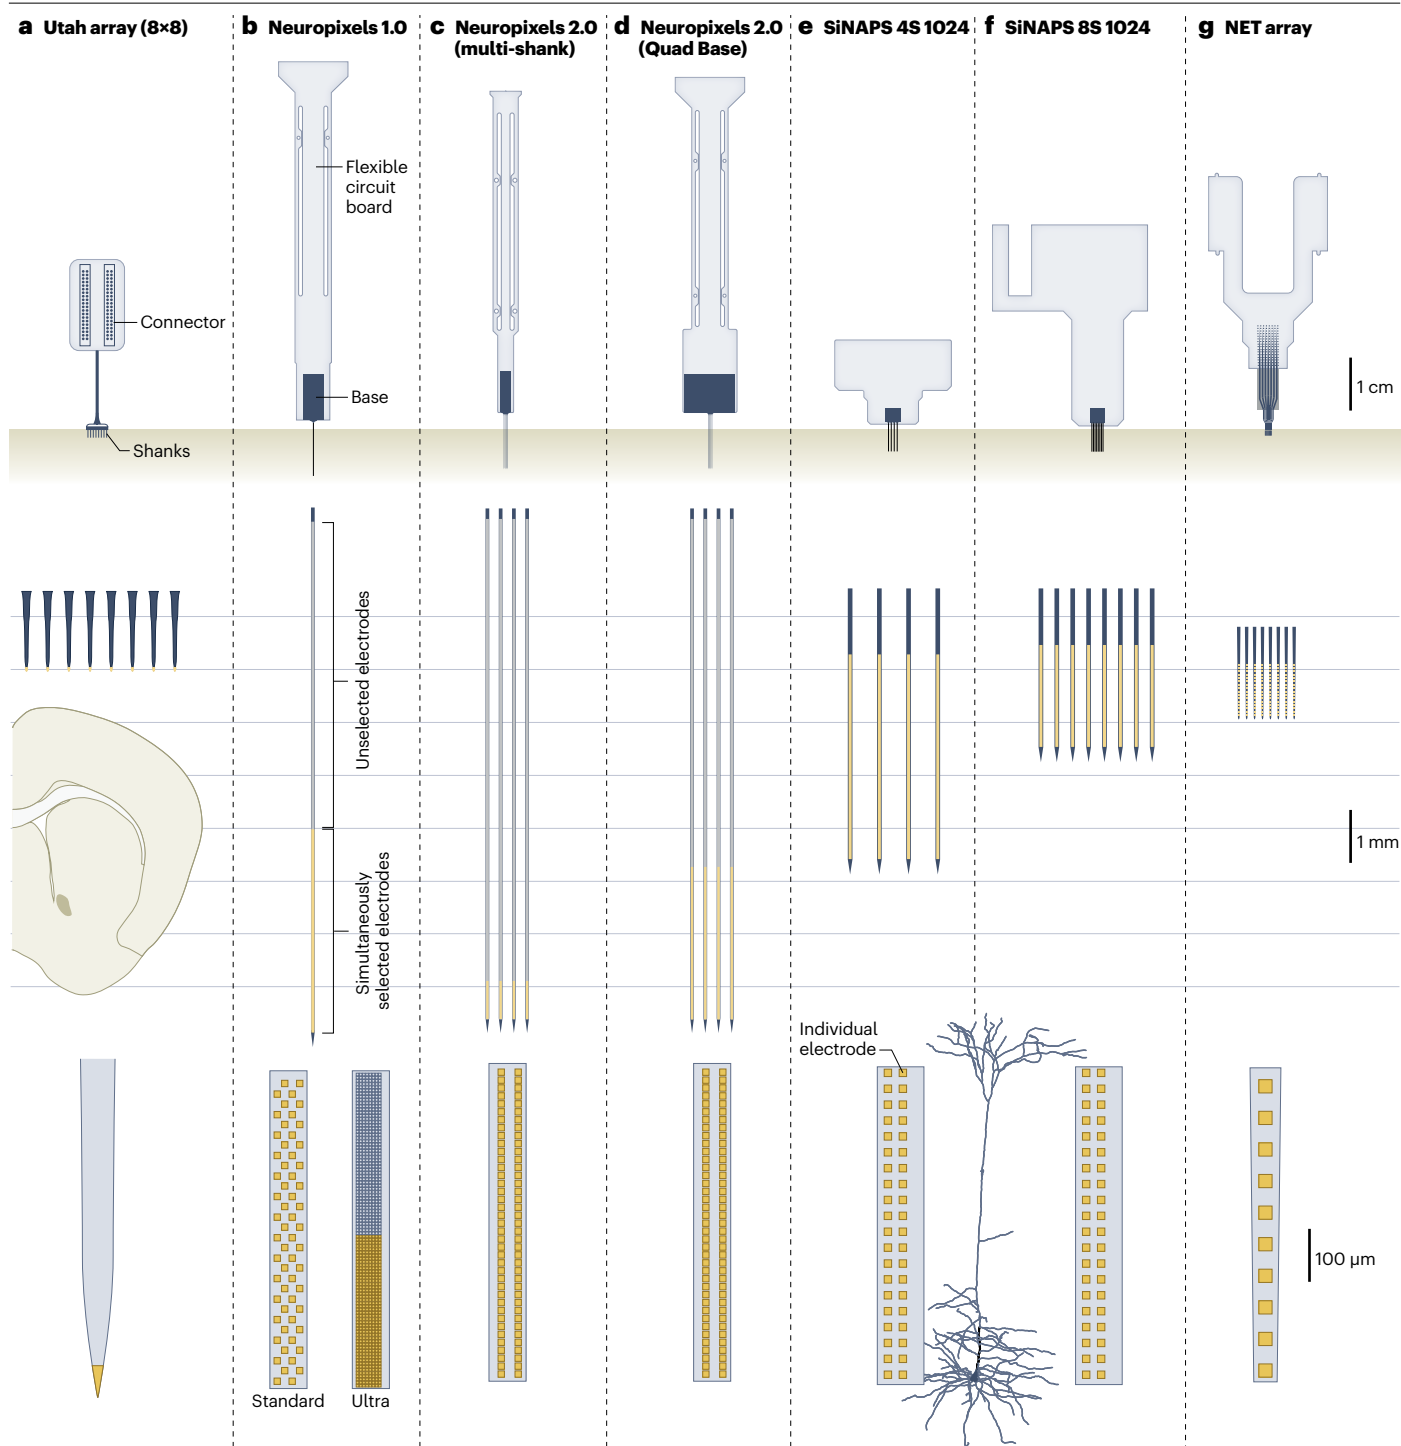 a Utah array (8×8)
b Neuropixels 1.0
c Neuropixels 2.0
(multi-shank)
d Neuropixels 2.0
(Quad Base)
e SiNAPS 4S 1024
f SiNAPS 8S 1024
g NET array
Flexible
circuit
board
Connector
Base
Shanks
1 cm
Unselected electrodes
Simultaneously
selected electrodes
1 mm
Individual
electrode
100 µm
Standard
Ultra